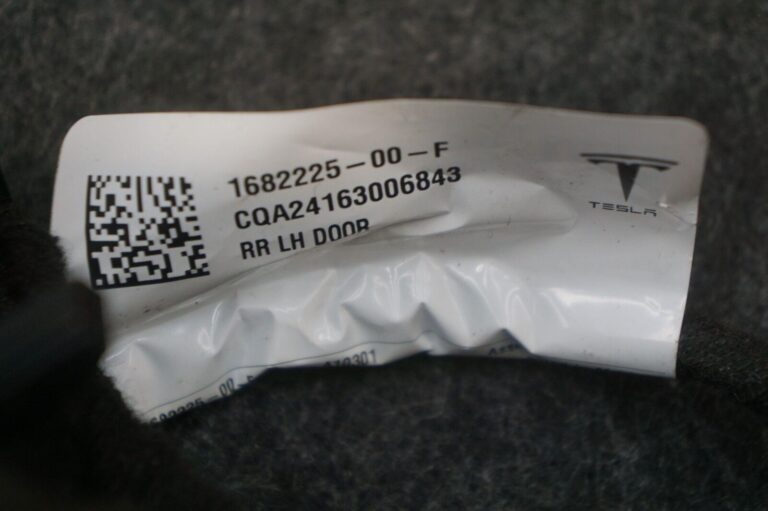 1682225-00-F
CQA24163006843
RR LH DOOR
TESLA